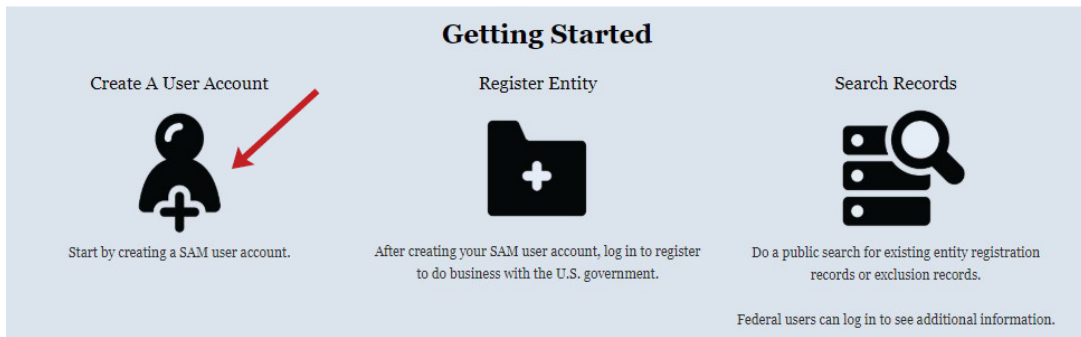 Getting Started
Create A User Account
Start by creating a SAM user account.
Register Entity
After creating your SAM user account, log in to register
to do business with the U.S. government.
Search Records
Do a public search for existing entity registration
records or exclusion records.
Federal users can log in to see additional information.